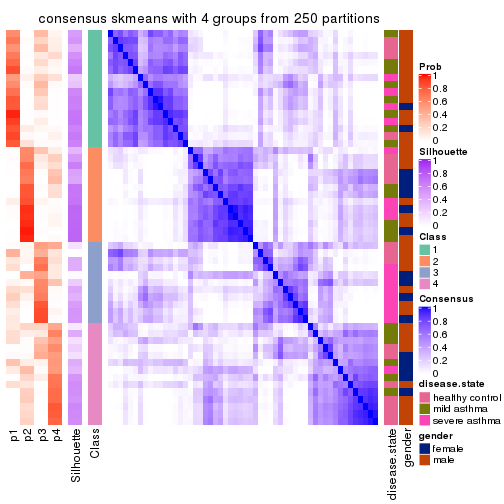 consensus skmeans with 4 groups from 250 partitions
Prob
1
0.8
0.6
0.4
0.2
0
Silhouette
1
0.8
0.6
0.4
0.2
0
Class
1
2
3
4
Consensus
1
0.8
0.6
0.4
0.2
0
disease.state
healthy control
mild asthma
severe asthma
gender
female
male
p1
p2
p3
p4
Silhouette
Class
disease.state
gender